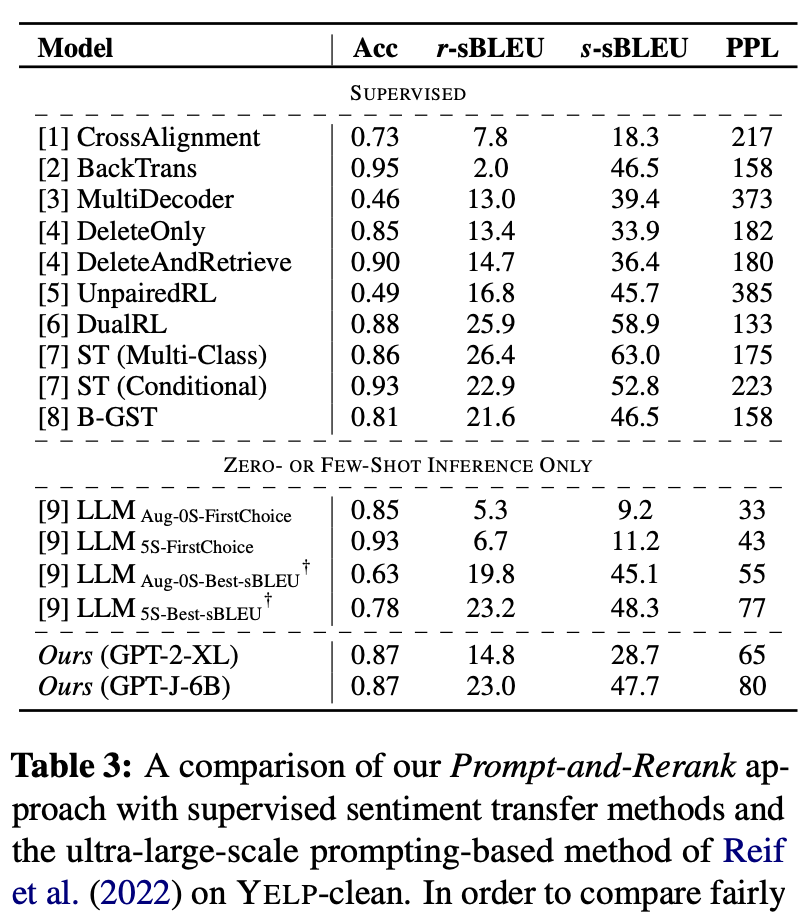 Model Acc r-sBLEU s-sBLEU PPL
SUPERVISED
[1] CrossAlignment 0.73 7.8 18.3 217
[2] BackTrans 0.95 2.0 46.5 158
[3] MultiDecoder 0.46 13.0 39.4 373
[4] DeleteOnly 0.85 13.4 33.9 182
[4] DeleteAndRetrieve 0.90 14.7 36.4 180
[5] UnpairedRL 0.49 16.8 45.7 385
[6] DualRL 0.88 25.9 58.9 133
[7] ST (Multi-Class) 0.86 26.4 63.0 175
[7] ST (Conditional) 0.93 22.9 52.8 223
[8] B-GST 0.81 21.6 46.5 158
ZERO- OR FEW-SHOT INFERENCE ONLY
[9] LLM Aug-0S-FirstChoice 0.85 5.3 9.2 33
[9] LLM 5S-FirstChoice 0.93 6.7 11.2 43
[9] LLM Aug-0S-Best-sBLEU† 0.63 19.8 45.1 55
[9] LLM 5S-Best-sBLEU† 0.78 23.2 48.3 77
Ours (GPT-2-XL) 0.87 14.8 28.7 65
Ours (GPT-J-6B) 0.87 23.0 47.7 80
Table 3: A comparison of our Prompt-and-Rerank ap-
proach with supervised sentiment transfer methods and
the ultra-large-scale prompting-based method of Reif
et al. (2022) on YELP-clean. In order to compare fairly